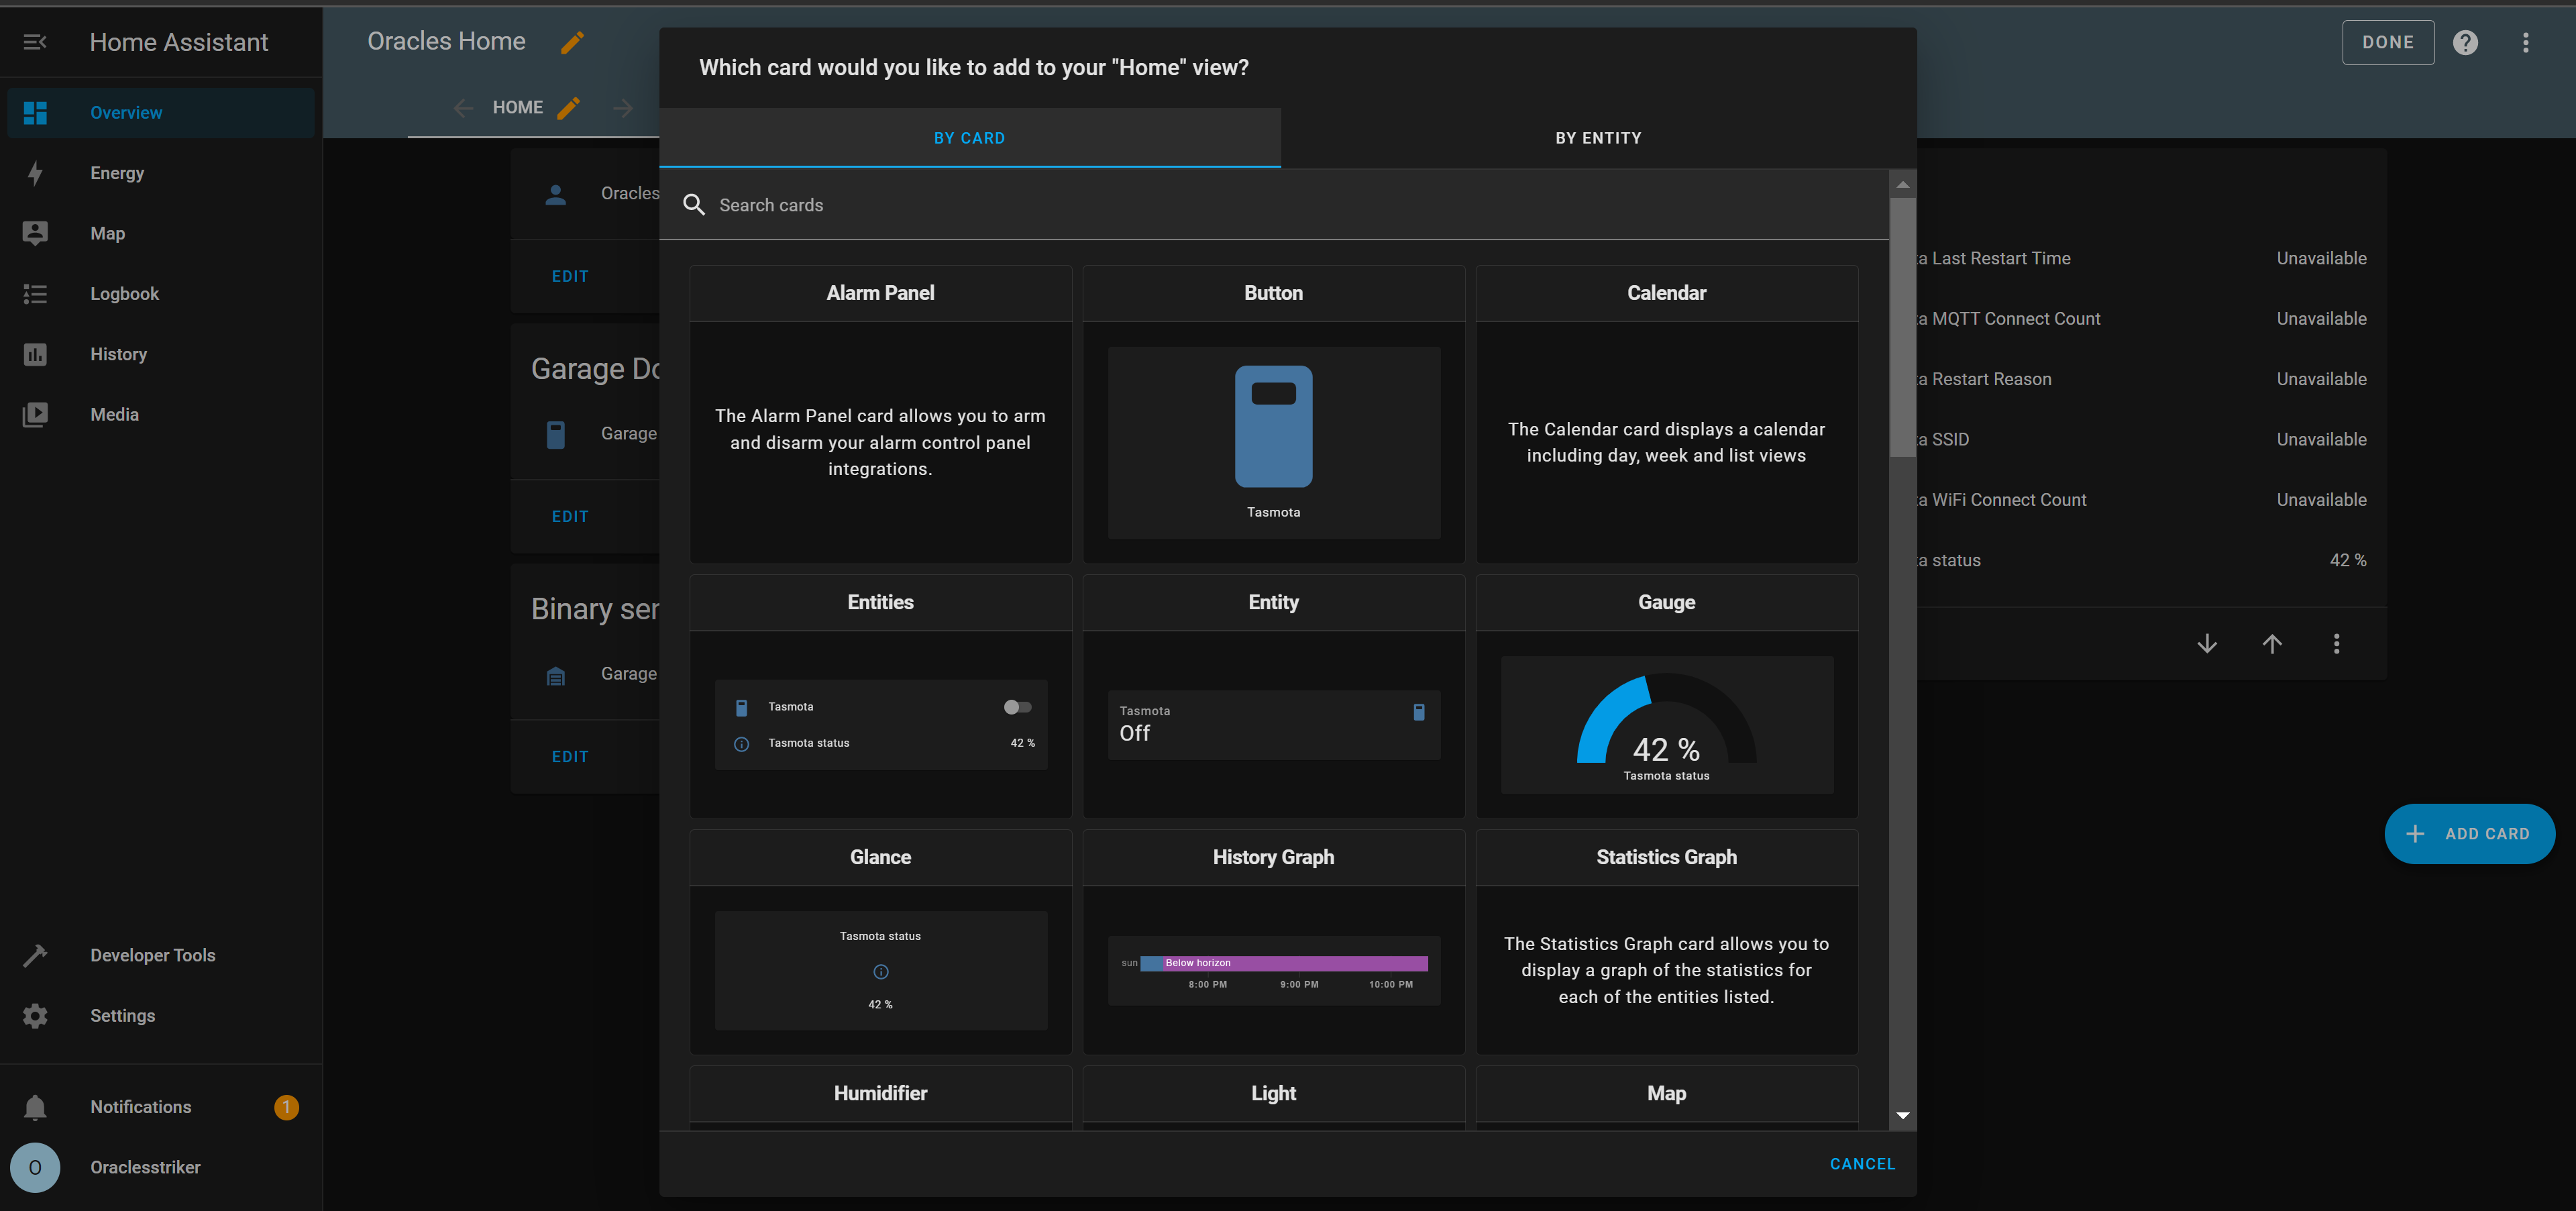 Home Assistant
Overview
Energy
Map
Logbook
History
Media
Developer Tools
Settings
Notifications
1
O
Oraclesstriker
Oracles Home
HOME
DONE
Oracles
EDIT
Garage Do
Garage
EDIT
Binary ser
Garage
EDIT
Which card would you like to add to your "Home" view?
BY CARD
BY ENTITY
Search cards
Alarm Panel
The Alarm Panel card allows you to arm
and disarm your alarm control panel
integrations.
Button
Tasmota
Calendar
The Calendar card displays a calendar
including day, week and list views
Entities
Tasmota
Tasmota status 42 %
Entity
Tasmota
Off
Gauge
42 %
Tasmota status
Glance
Tasmota status
42 %
History Graph
sun Below horizon
8:00 PM 9:00 PM 10:00 PM
Statistics Graph
The Statistics Graph card allows you to
display a graph of the statistics for
each of the entities listed.
Humidifier
Light
Map
CANCEL
a Last Restart Time Unavailable
a MQTT Connect Count Unavailable
a Restart Reason Unavailable
a SSID Unavailable
a WiFi Connect Count Unavailable
a status 42 %
ADD CARD